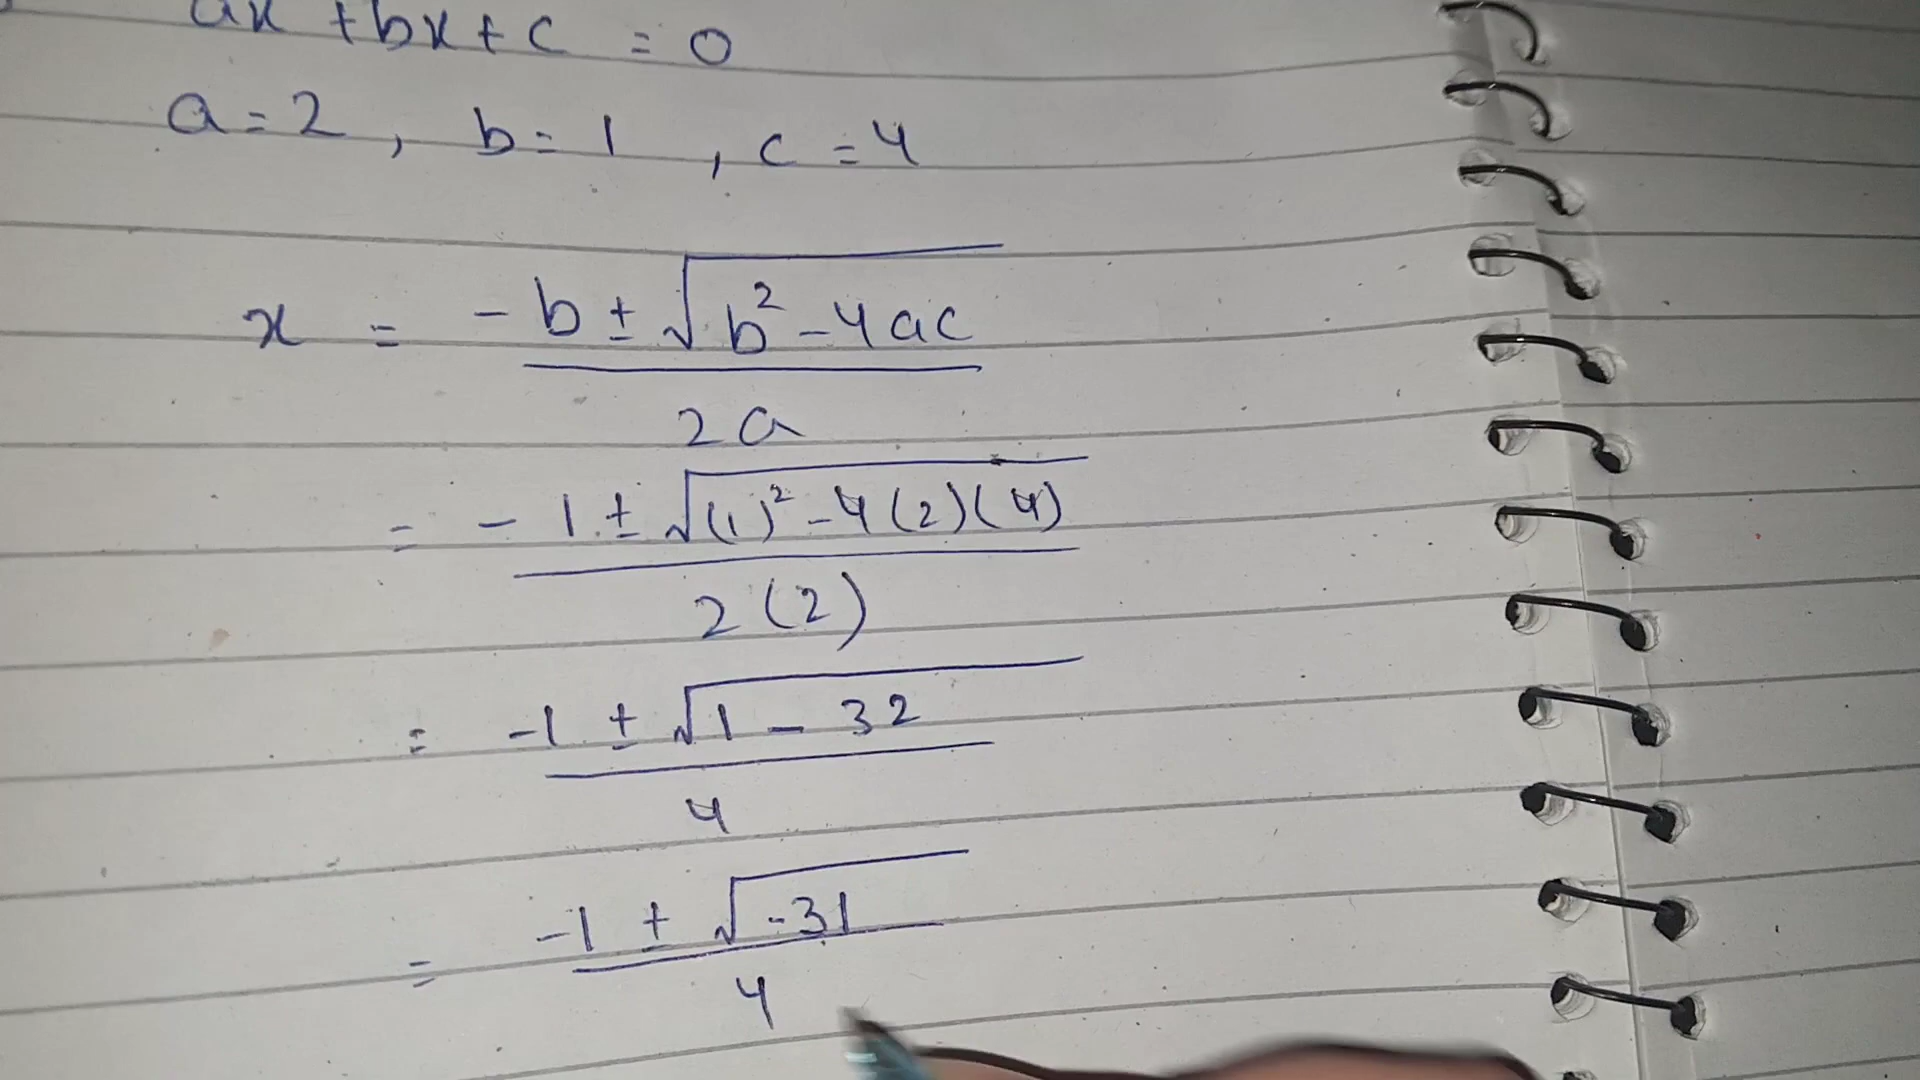 ax + bx + c = 0
a = 2 , b = 1 , c = 4
x = -b ± √(b² - 4ac)
2a
= -1 ± √((1)² - 4(2)(4))
2(2)
= -1 ± √(1 - 32)
4
= -1 ± √(-31)
4